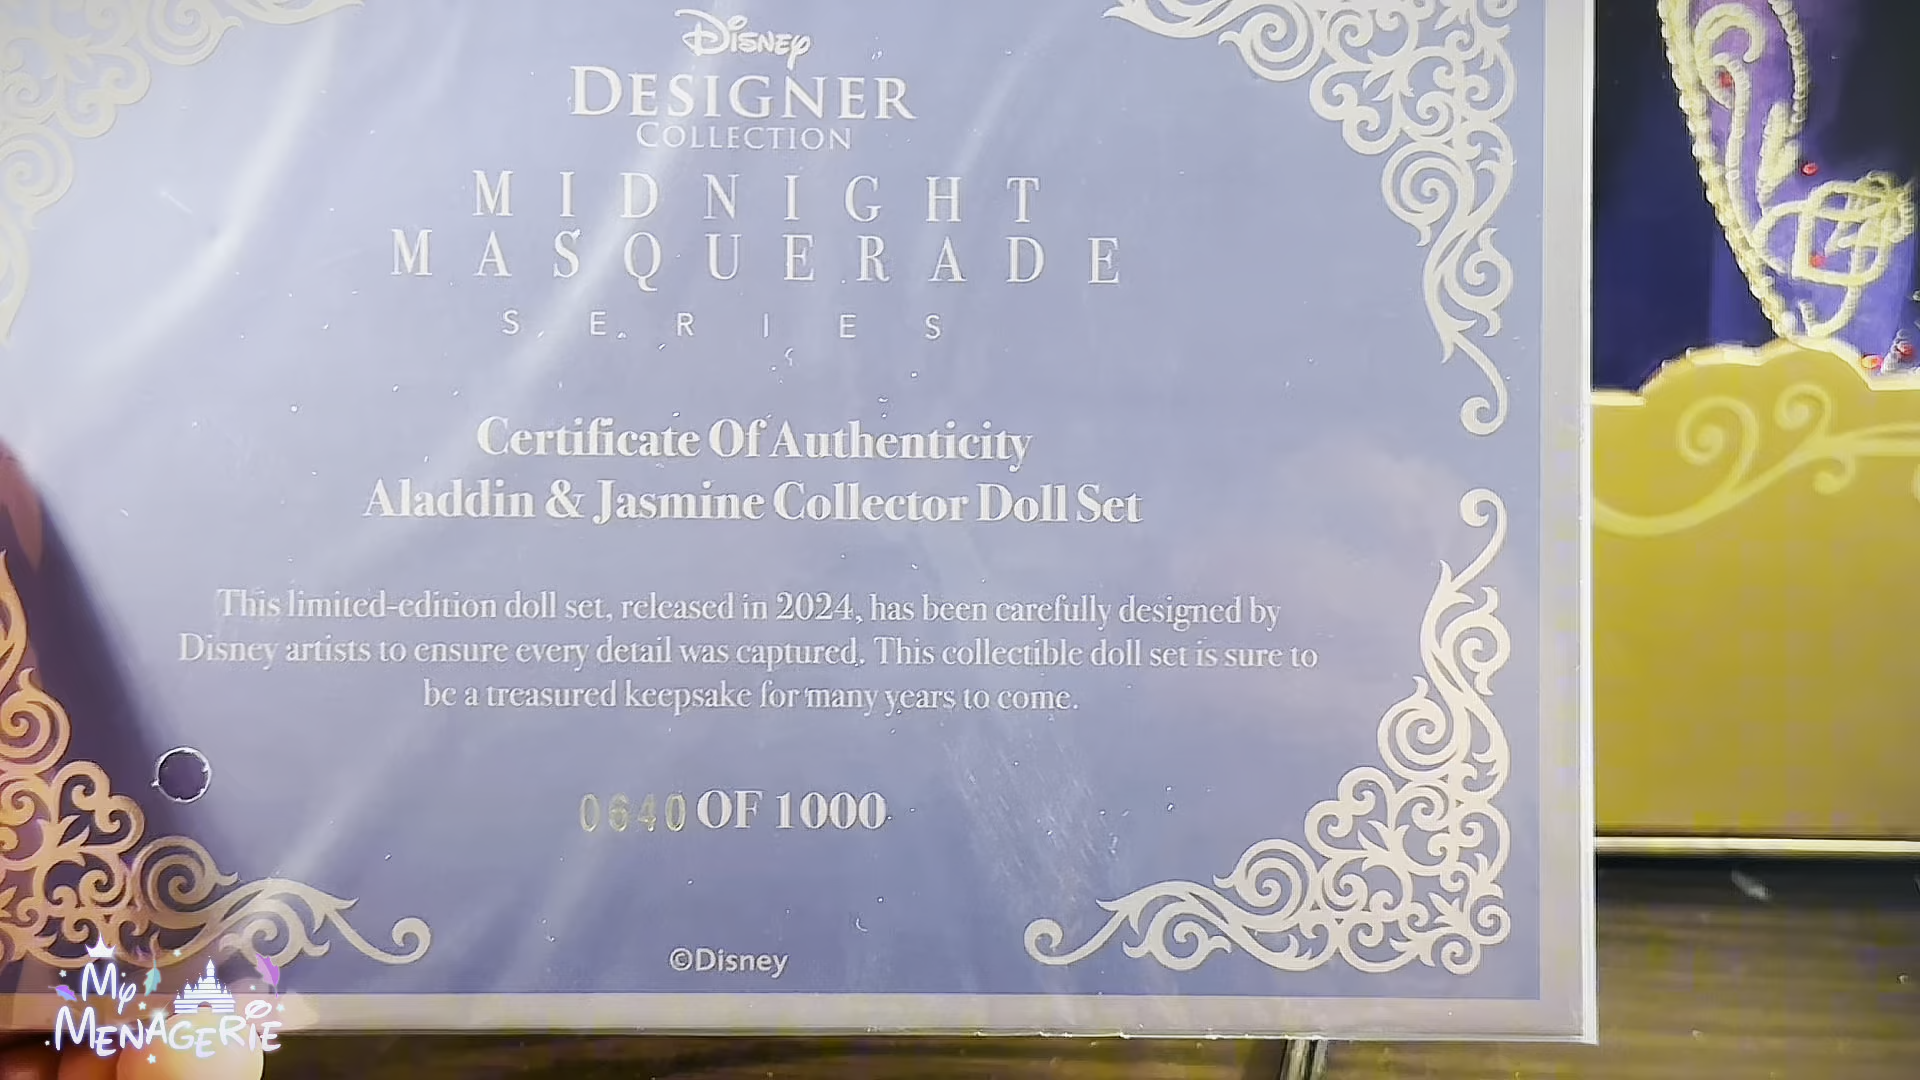 Disney
DESIGNER
COLLECTION
MIDNIGHT
MASQUERADE
SERIES
Certificate Of Authenticity
Aladdin & Jasmine Collector Doll Set
This limited-edition doll set, released in 2024, has been carefully designed by
Disney artists to ensure every detail was captured. This collectible doll set is sure to
be a treasured keepsake for many years to come.
0640 OF 1000
©Disney
My
MENAGERIE